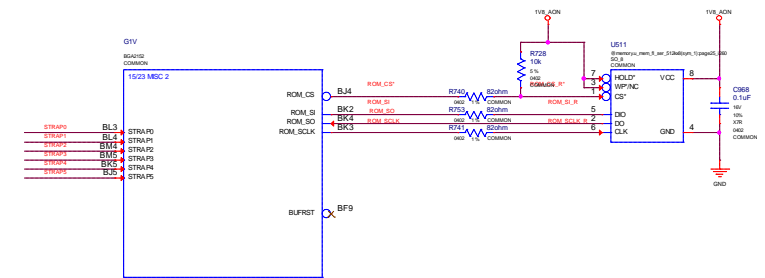 1V8_AON
1V8_AON
G1V
BGA2152
COMMON
15/23 MISC 2
R728
10k
5 %
0402
COMMON
U511
SO_8
COMMON
ROM_CS
BJ4
ROM_CS*
R740
82ohm
0402
1 %
COMMON
7
HOLD*
3
WP*/NC
1
CS*
VCC
8
C968
0.1uF
16V
10%
X7R
0402
COMMON
ROM_SI
BK2
ROM_SI
ROM_SO
R753
82ohm
0402
1 %
COMMON
ROM_SI_R
5
DIO
ROM_SO
BK4
ROM_SCLK
ROM_SCLK_R
2
DO
ROM_SCLK
BK3
R741
82ohm
0402
1 %
COMMON
6
CLK
GND
4
GND
STRAP0
BL3
STRAP0
STRAP1
BL4
STRAP1
STRAP2
BM4
STRAP2
STRAP3
BM5
STRAP3
STRAP4
BK5
STRAP4
STRAP5
BJ5
STRAP5
BUFRST
BF9